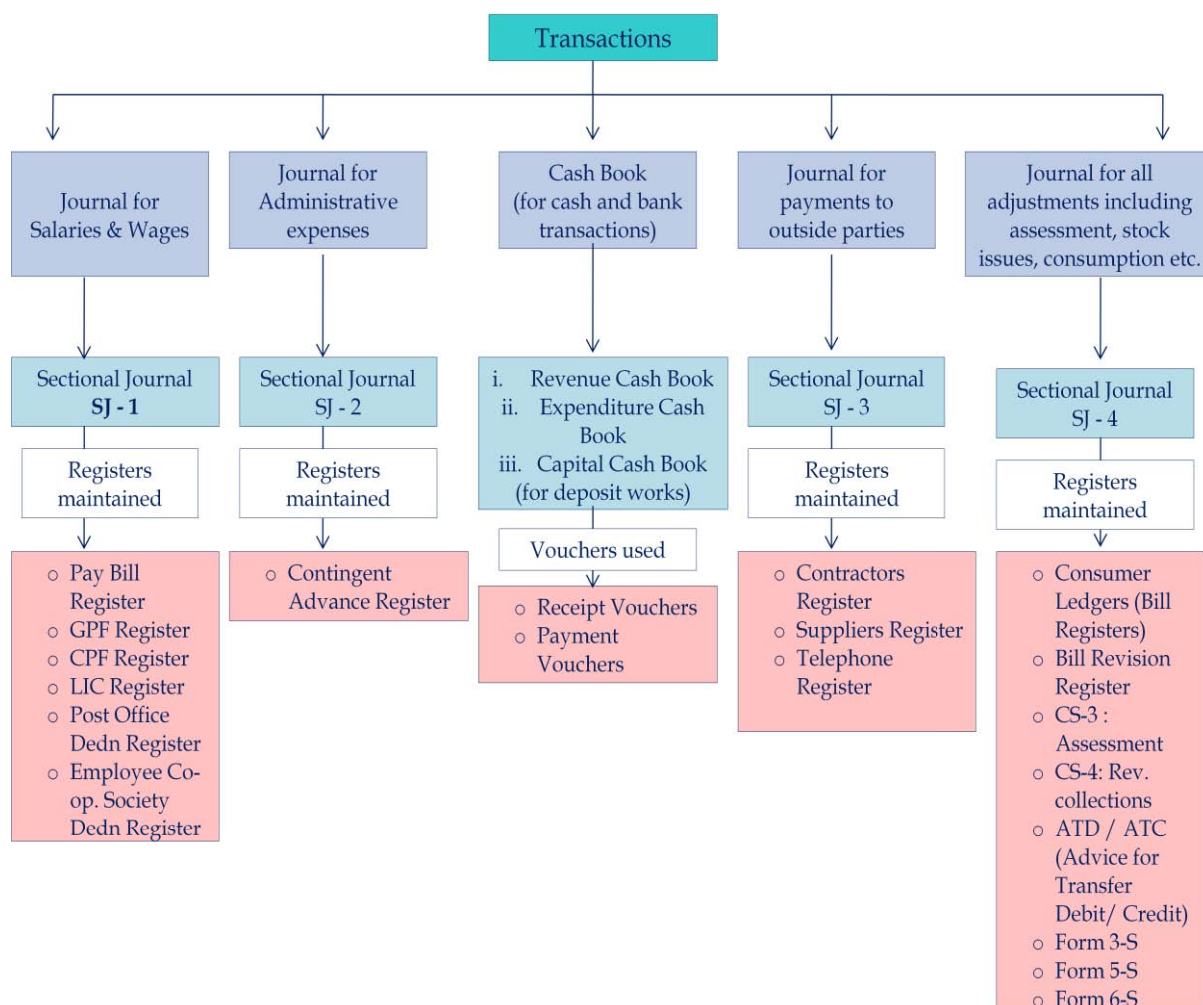 Transactions
Journal for
Salaries & Wages
Journal for
Administrative
expenses
Cash Book
(for cash and bank
transactions)
Journal for
payments to
outside parties
Journal for all
adjustments including
assessment, stock
issues, consumption etc.
Sectional Journal
SJ - 1
Sectional Journal
SJ - 2
i. Revenue Cash Book
ii. Expenditure Cash
Book
iii. Capital Cash Book
(for deposit works)
Sectional Journal
SJ - 3
Sectional Journal
SJ - 4
Registers
maintained
Registers
maintained
Vouchers used
Registers
maintained
Registers
maintained
○ Pay Bill
Register
○ GPF Register
○ CPF Register
○ LIC Register
○ Post Office
Dedn Register
○ Employee Co-
op. Society
Dedn Register
○ Contingent
Advance Register
○ Receipt Vouchers
○ Payment
Vouchers
○ Contractors
Register
○ Suppliers Register
○ Telephone
Register
○ Consumer
Ledgers (Bill
Registers)
○ Bill Revision
Register
○ CS-3 :
Assessment
○ CS-4: Rev.
collections
○ ATD / ATC
(Advice for
Transfer
Debit/ Credit)
○ Form 3-S
○ Form 5-S
○ Form 6-S